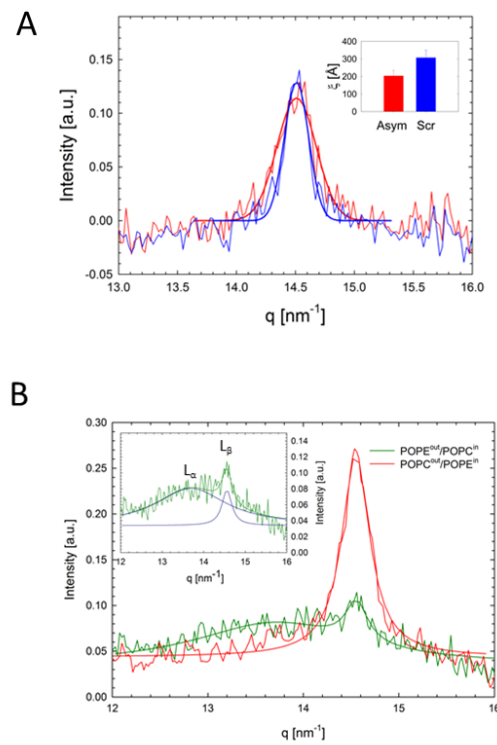 A
Intensity [a.u.]
0.15
0.10
0.05
0.00
-0.05
13.0 13.5 14.0 14.5 15.0 15.5 16.0
q [nm-1]
ξ [Å]
400
300
200
100
0
Asym Scr
B
Intensity [a.u.]
0.30
0.25
0.20
0.15
0.10
0.05
0.00
12 13 14 15 16
q [nm-1]
Lα
Lβ
0.14
0.12
0.10
0.08
0.06
0.04
0.02
0.00
Intensity [a.u.]
12 13 14 15 16
q [nm-1]
POPEout/POPCin
POPCout/POPEin